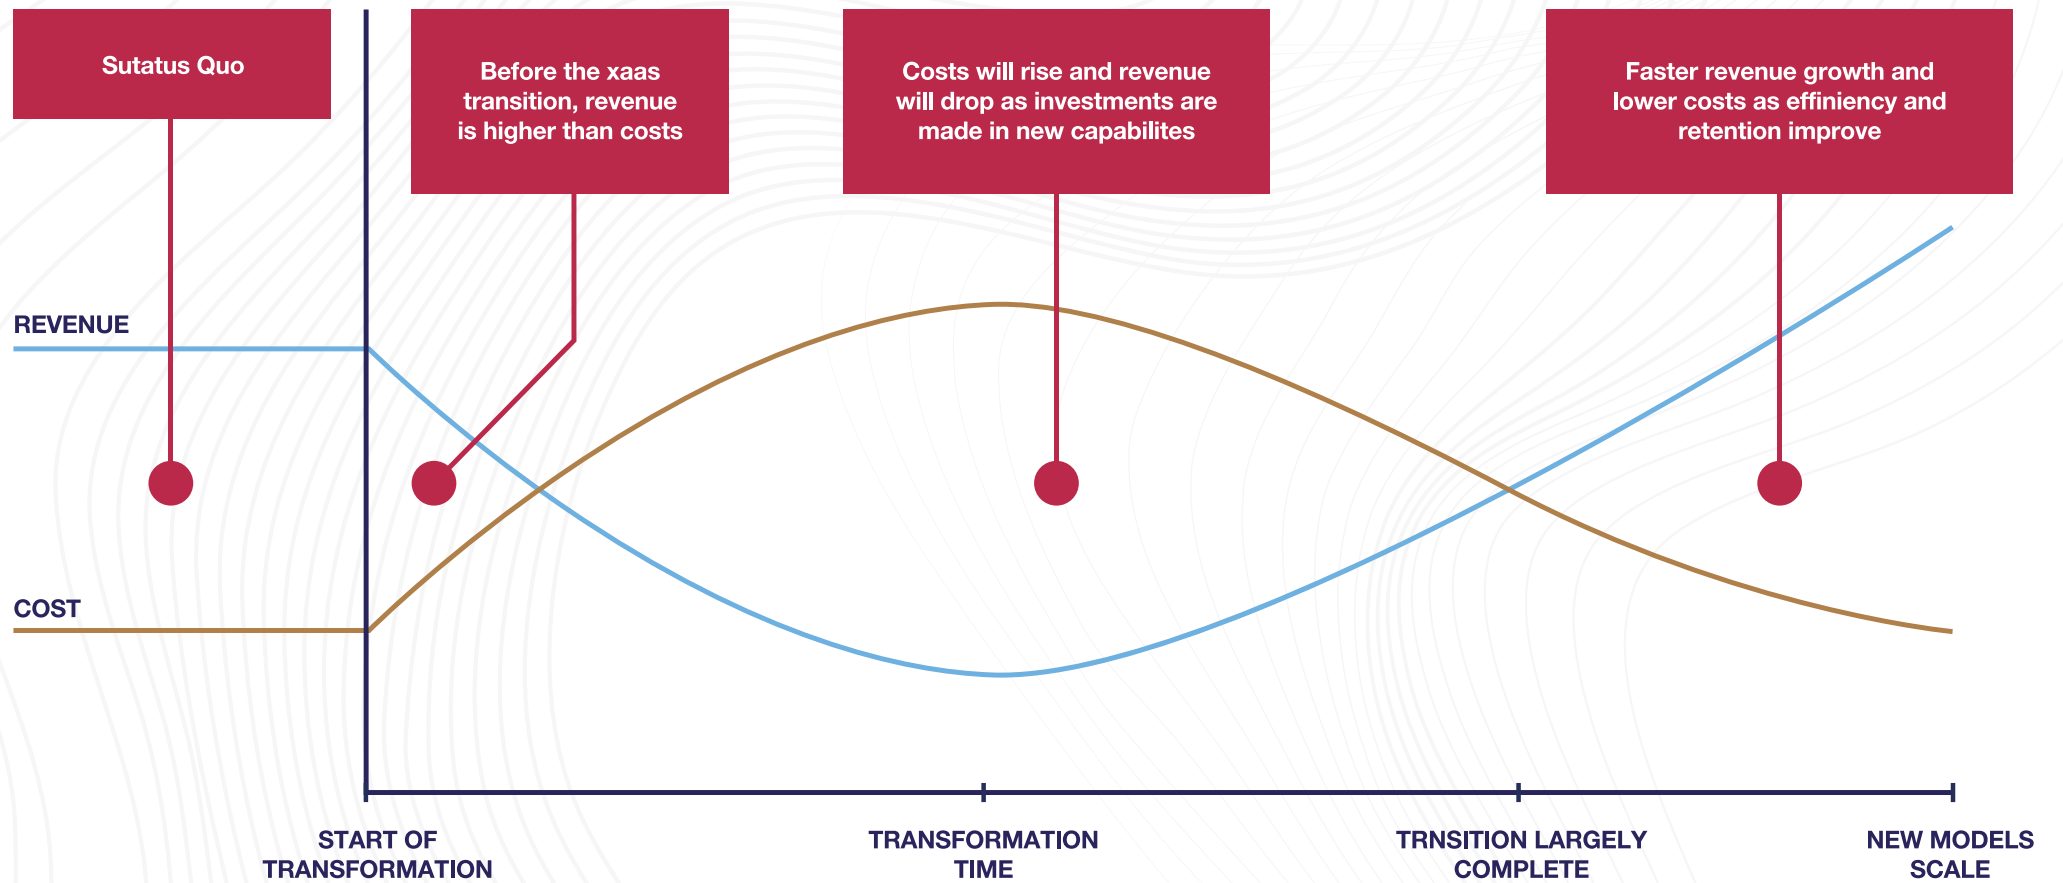 Sutatus Quo
Before the xaas
transition, revenue
is higher than costs
Costs will rise and revenue
will drop as investments are
made in new capabilites
Faster revenue growth and
lower costs as effiniency and
retention improve
REVENUE
COST
START OF
TRANSFORMATION
TRANSFORMATION
TIME
TRNSITION LARGELY
COMPLETE
NEW MODELS
SCALE